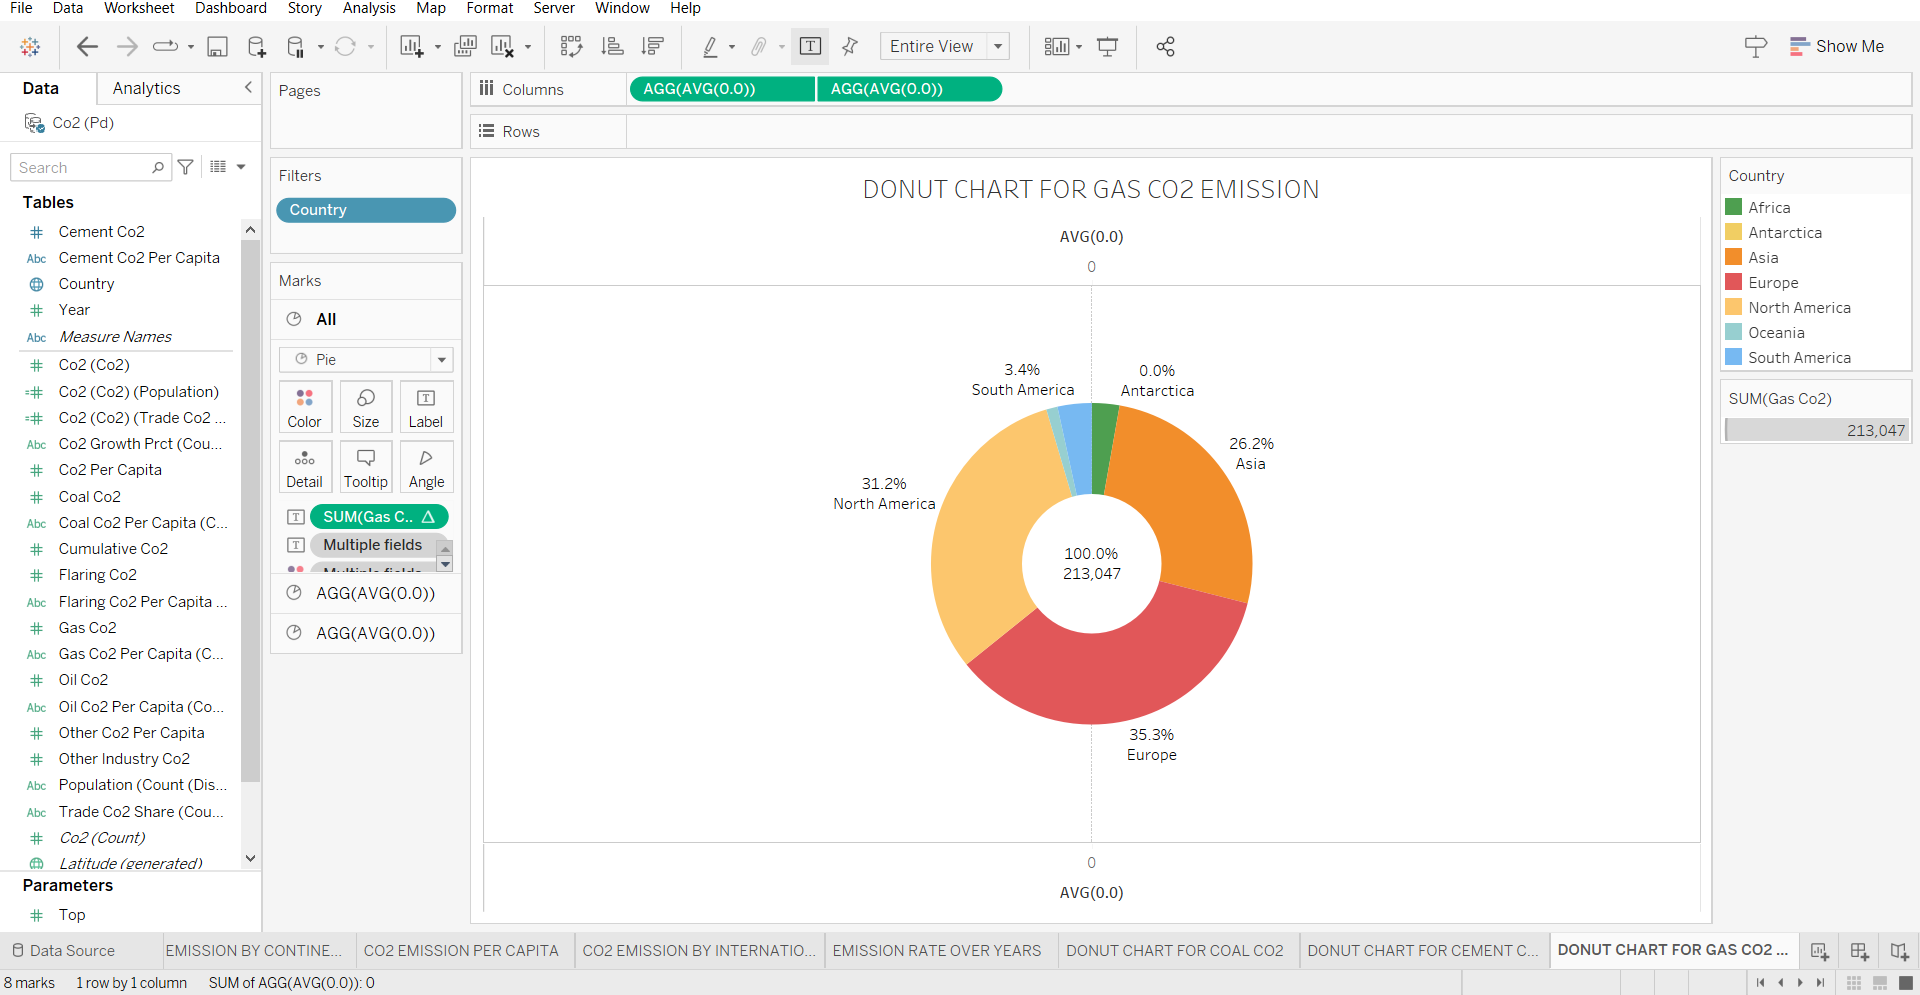 File Data Worksheet Dashboard Story Analysis Map Format Server Window Help
T Entire View Show Me
Data Analytics
Co2 (Pd)
Search
Tables
# Cement Co2
Abc Cement Co2 Per Capita
Country
# Year
Abc Measure Names
# Co2 (Co2)
=# Co2 (Co2) (Population)
=# Co2 (Co2) (Trade Co2 ...
Abc Co2 Growth Prct (Cou...
# Co2 Per Capita
# Coal Co2
Abc Coal Co2 Per Capita (C...
# Cumulative Co2
# Flaring Co2
Abc Flaring Co2 Per Capita ...
# Gas Co2
Abc Gas Co2 Per Capita (C...
# Oil Co2
Abc Oil Co2 Per Capita (Co...
# Other Co2 Per Capita
# Other Industry Co2
Abc Population (Count (Dis...
Abc Trade Co2 Share (Cou...
# Co2 (Count)
Latitude (generated)
Parameters
# Top
Pages
Filters
Country
Marks
All
Pie
Color Size T Label
Detail Tooltip Angle
T SUM(Gas C.. Δ
T Multiple fields
Multiple fields
AGG(AVG(0.0))
AGG(AVG(0.0))
Columns AGG(AVG(0.0)) AGG(AVG(0.0))
Rows
DONUT CHART FOR GAS CO2 EMISSION
AVG(0.0)
0
3.4%
South America
0.0%
Antarctica
26.2%
Asia
31.2%
North America
100.0%
213,047
35.3%
Europe
0
AVG(0.0)
Country
Africa
Antarctica
Asia
Europe
North America
Oceania
South America
SUM(Gas Co2)
213,047
Data Source EMISSION BY CONTINE... CO2 EMISSION PER CAPITA CO2 EMISSION BY INTERNATIO... EMISSION RATE OVER YEARS DONUT CHART FOR COAL CO2 DONUT CHART FOR CEMENT C... DONUT CHART FOR GAS CO2 ...
8 marks 1 row by 1 column SUM of AGG(AVG(0.0)): 0